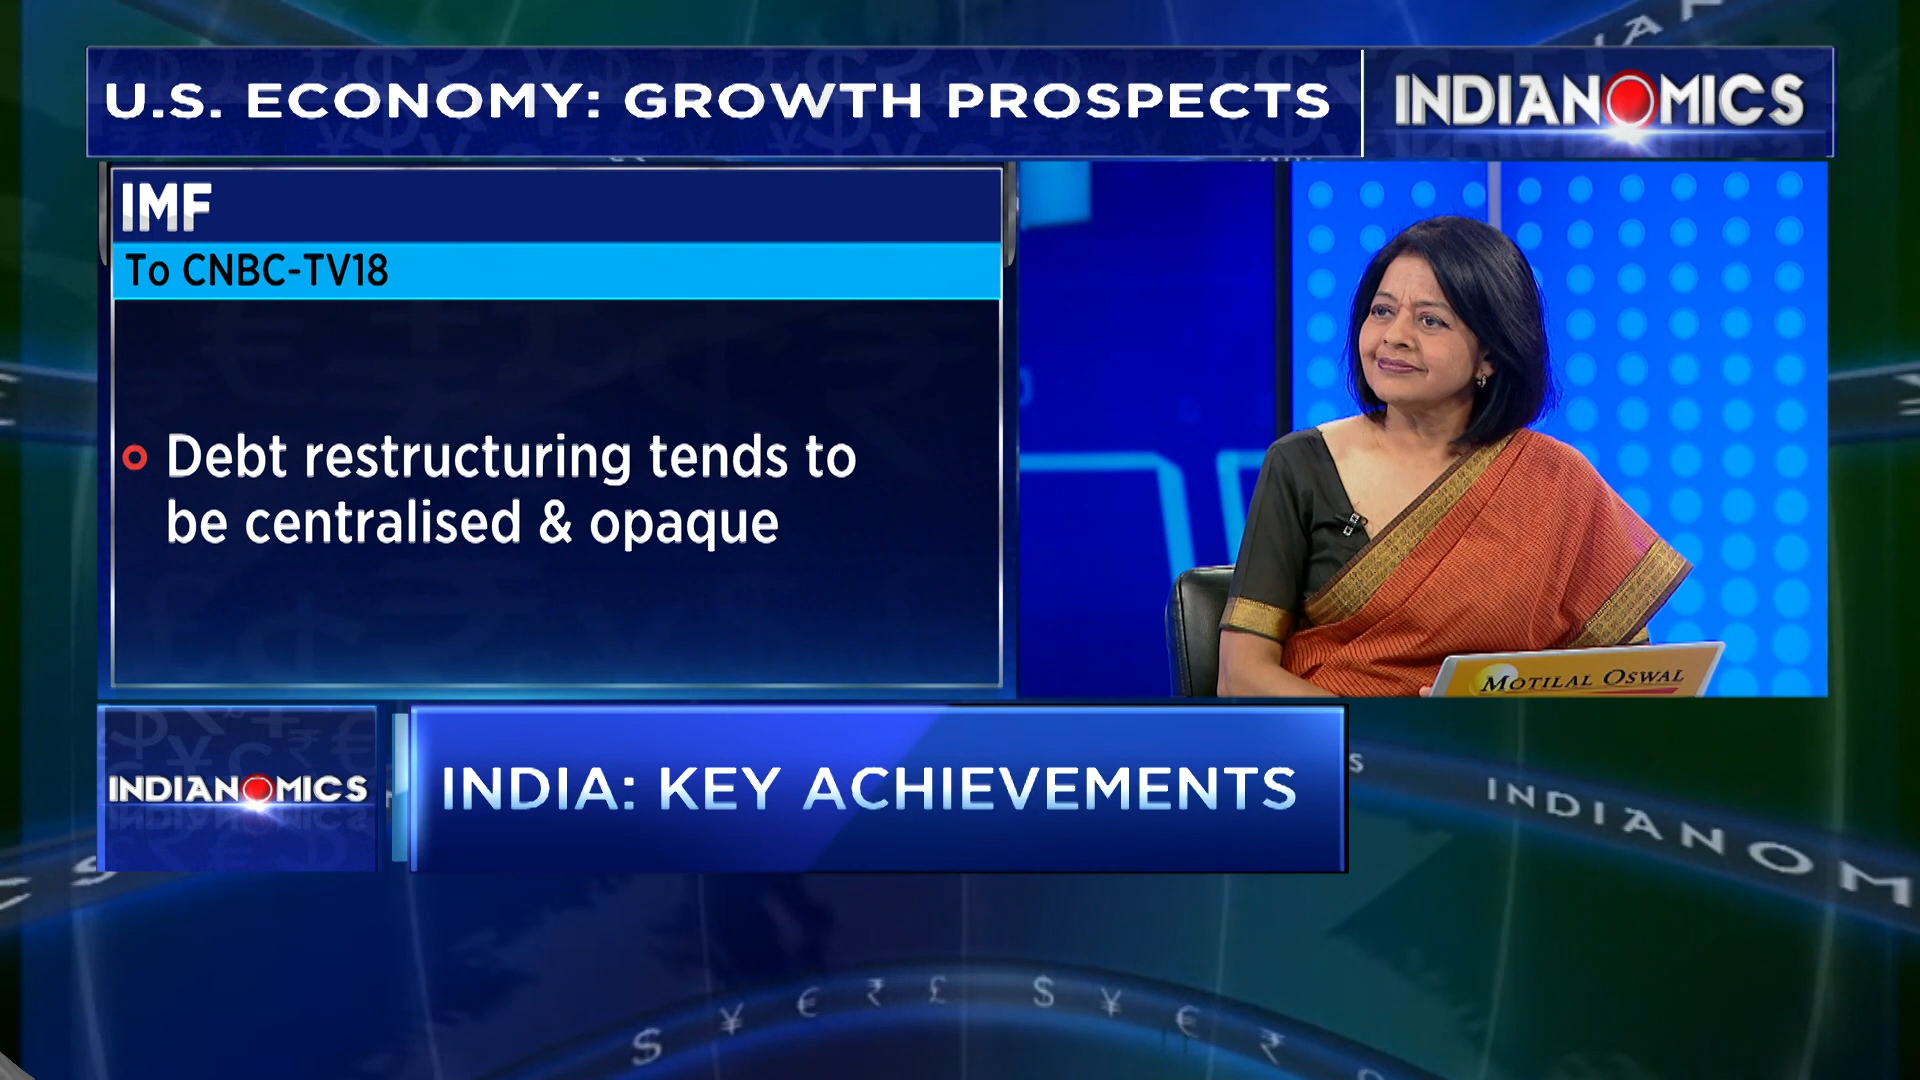 U.S. ECONOMY: GROWTH PROSPECTS
INDIANOMICS
IMF
To CNBC-TV18
Debt restructuring tends to
be centralised & opaque
MOTILAL OSWAL
INDIANOMICS
INDIA: KEY ACHIEVEMENTS
INDIANOM
$ ¥ € ₹ £ $ ¥ € ₹